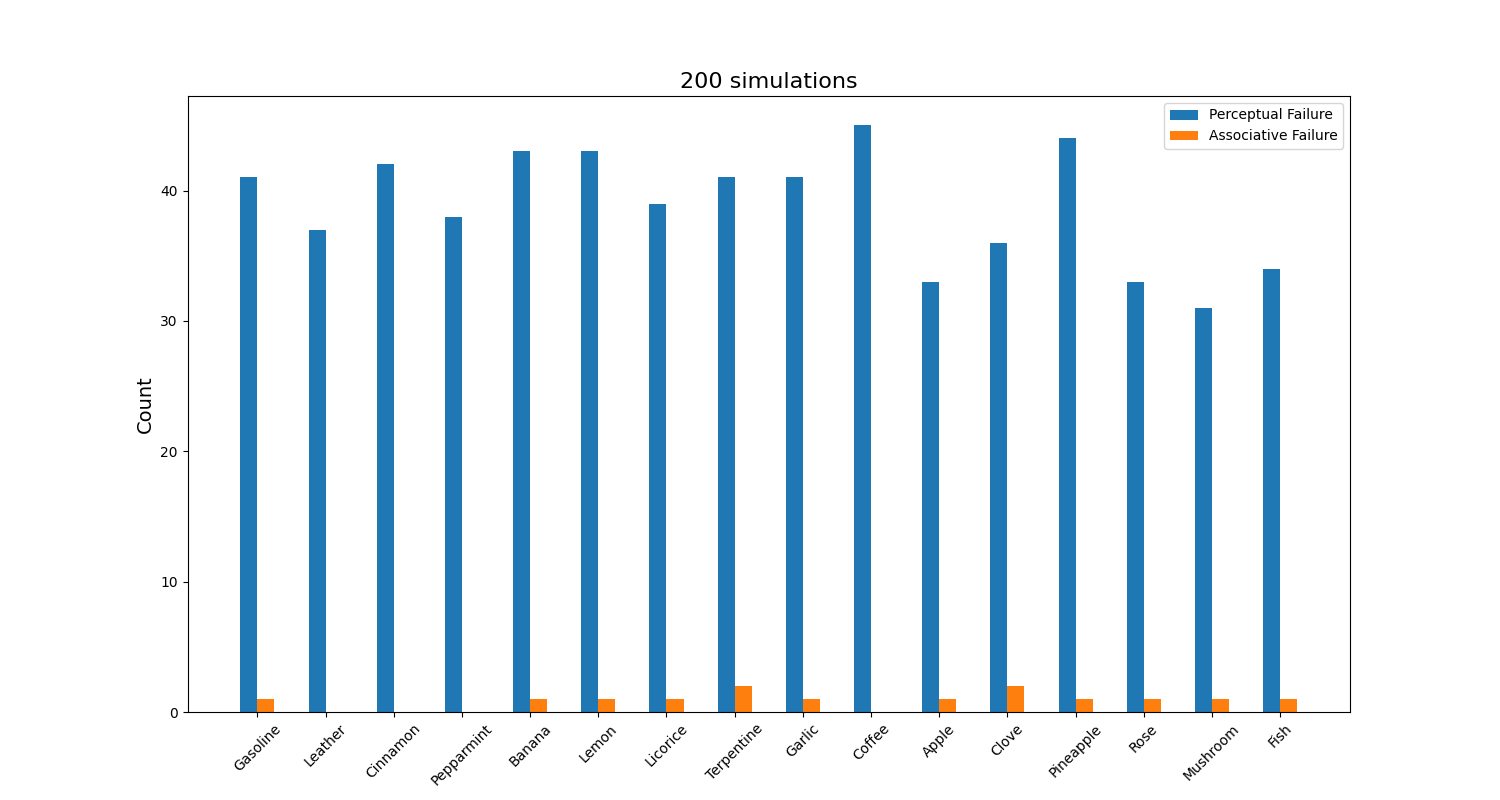 200 simulations
Perceptual Failure
Associative Failure
Count
40
30
20
10
0
Gasoline
Leather
Cinnamon
Pepparmint
Banana
Lemon
Licorice
Terpentine
Garlic
Coffee
Apple
Clove
Pineapple
Rose
Mushroom
Fish